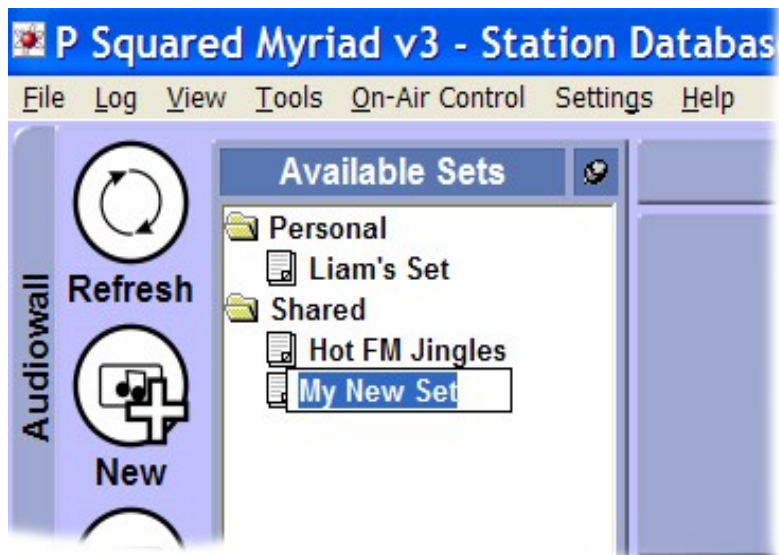 P Squared Myriad v3 - Station Databas
File Log View Tools On-Air Control Settings Help
Audiowall
Refresh
New
Available Sets
Personal
Liam's Set
Shared
Hot FM Jingles
My New Set